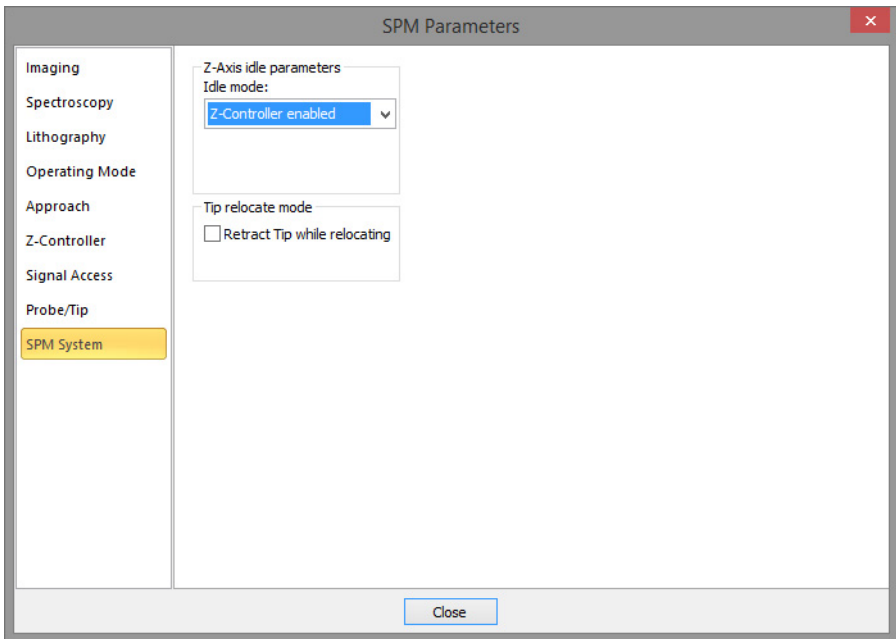 SPM Parameters
Imaging
Spectroscopy
Lithography
Operating Mode
Approach
Z-Controller
Signal Access
Probe/Tip
SPM System
Z-Axis idle parameters
Idle mode:
Z-Controller enabled
Tip relocate mode
Retract Tip while relocating
Close